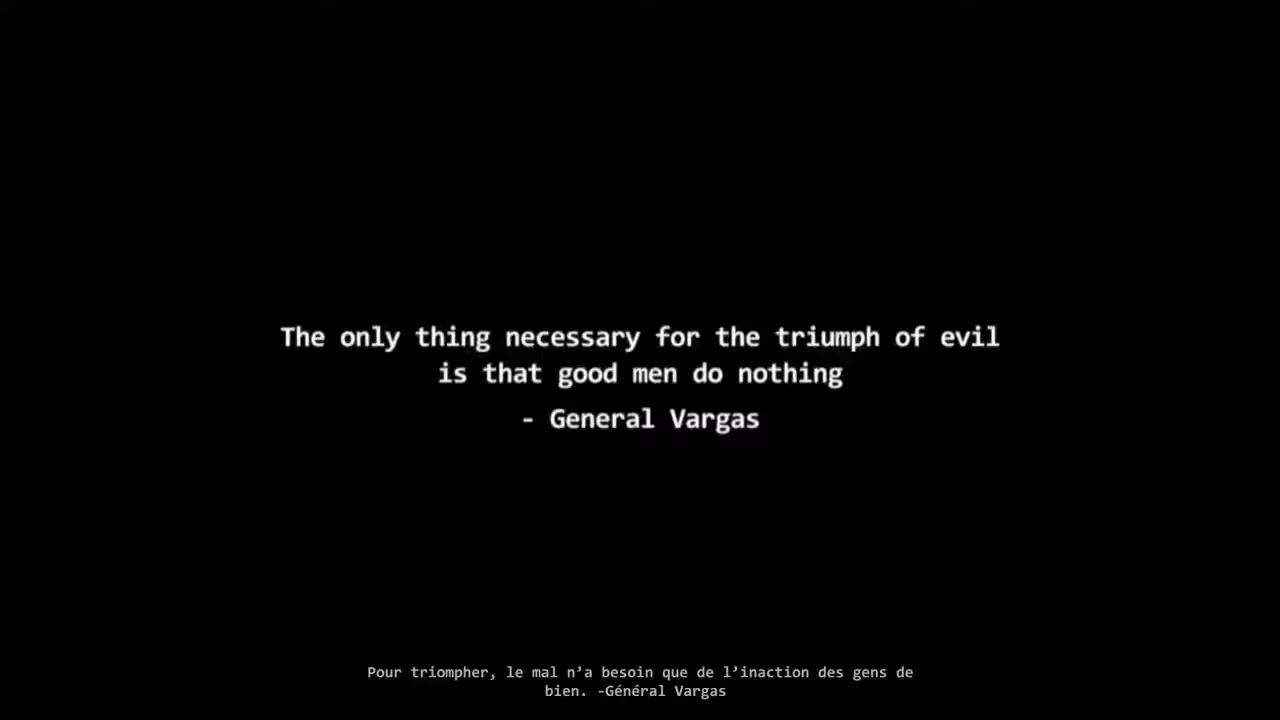 The only thing necessary for the triumph of evil
is that good men do nothing
- General Vargas
Pour triompher, le mal n’a besoin que de l’inaction des gens de
bien. -Général Vargas